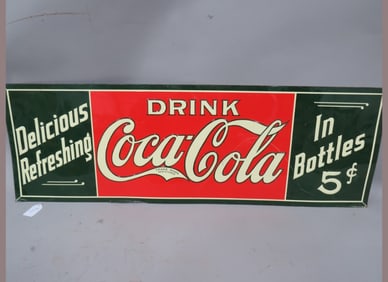 Delicious
Refreshing
DRINK
Coca-Cola
In
Bottles
5¢